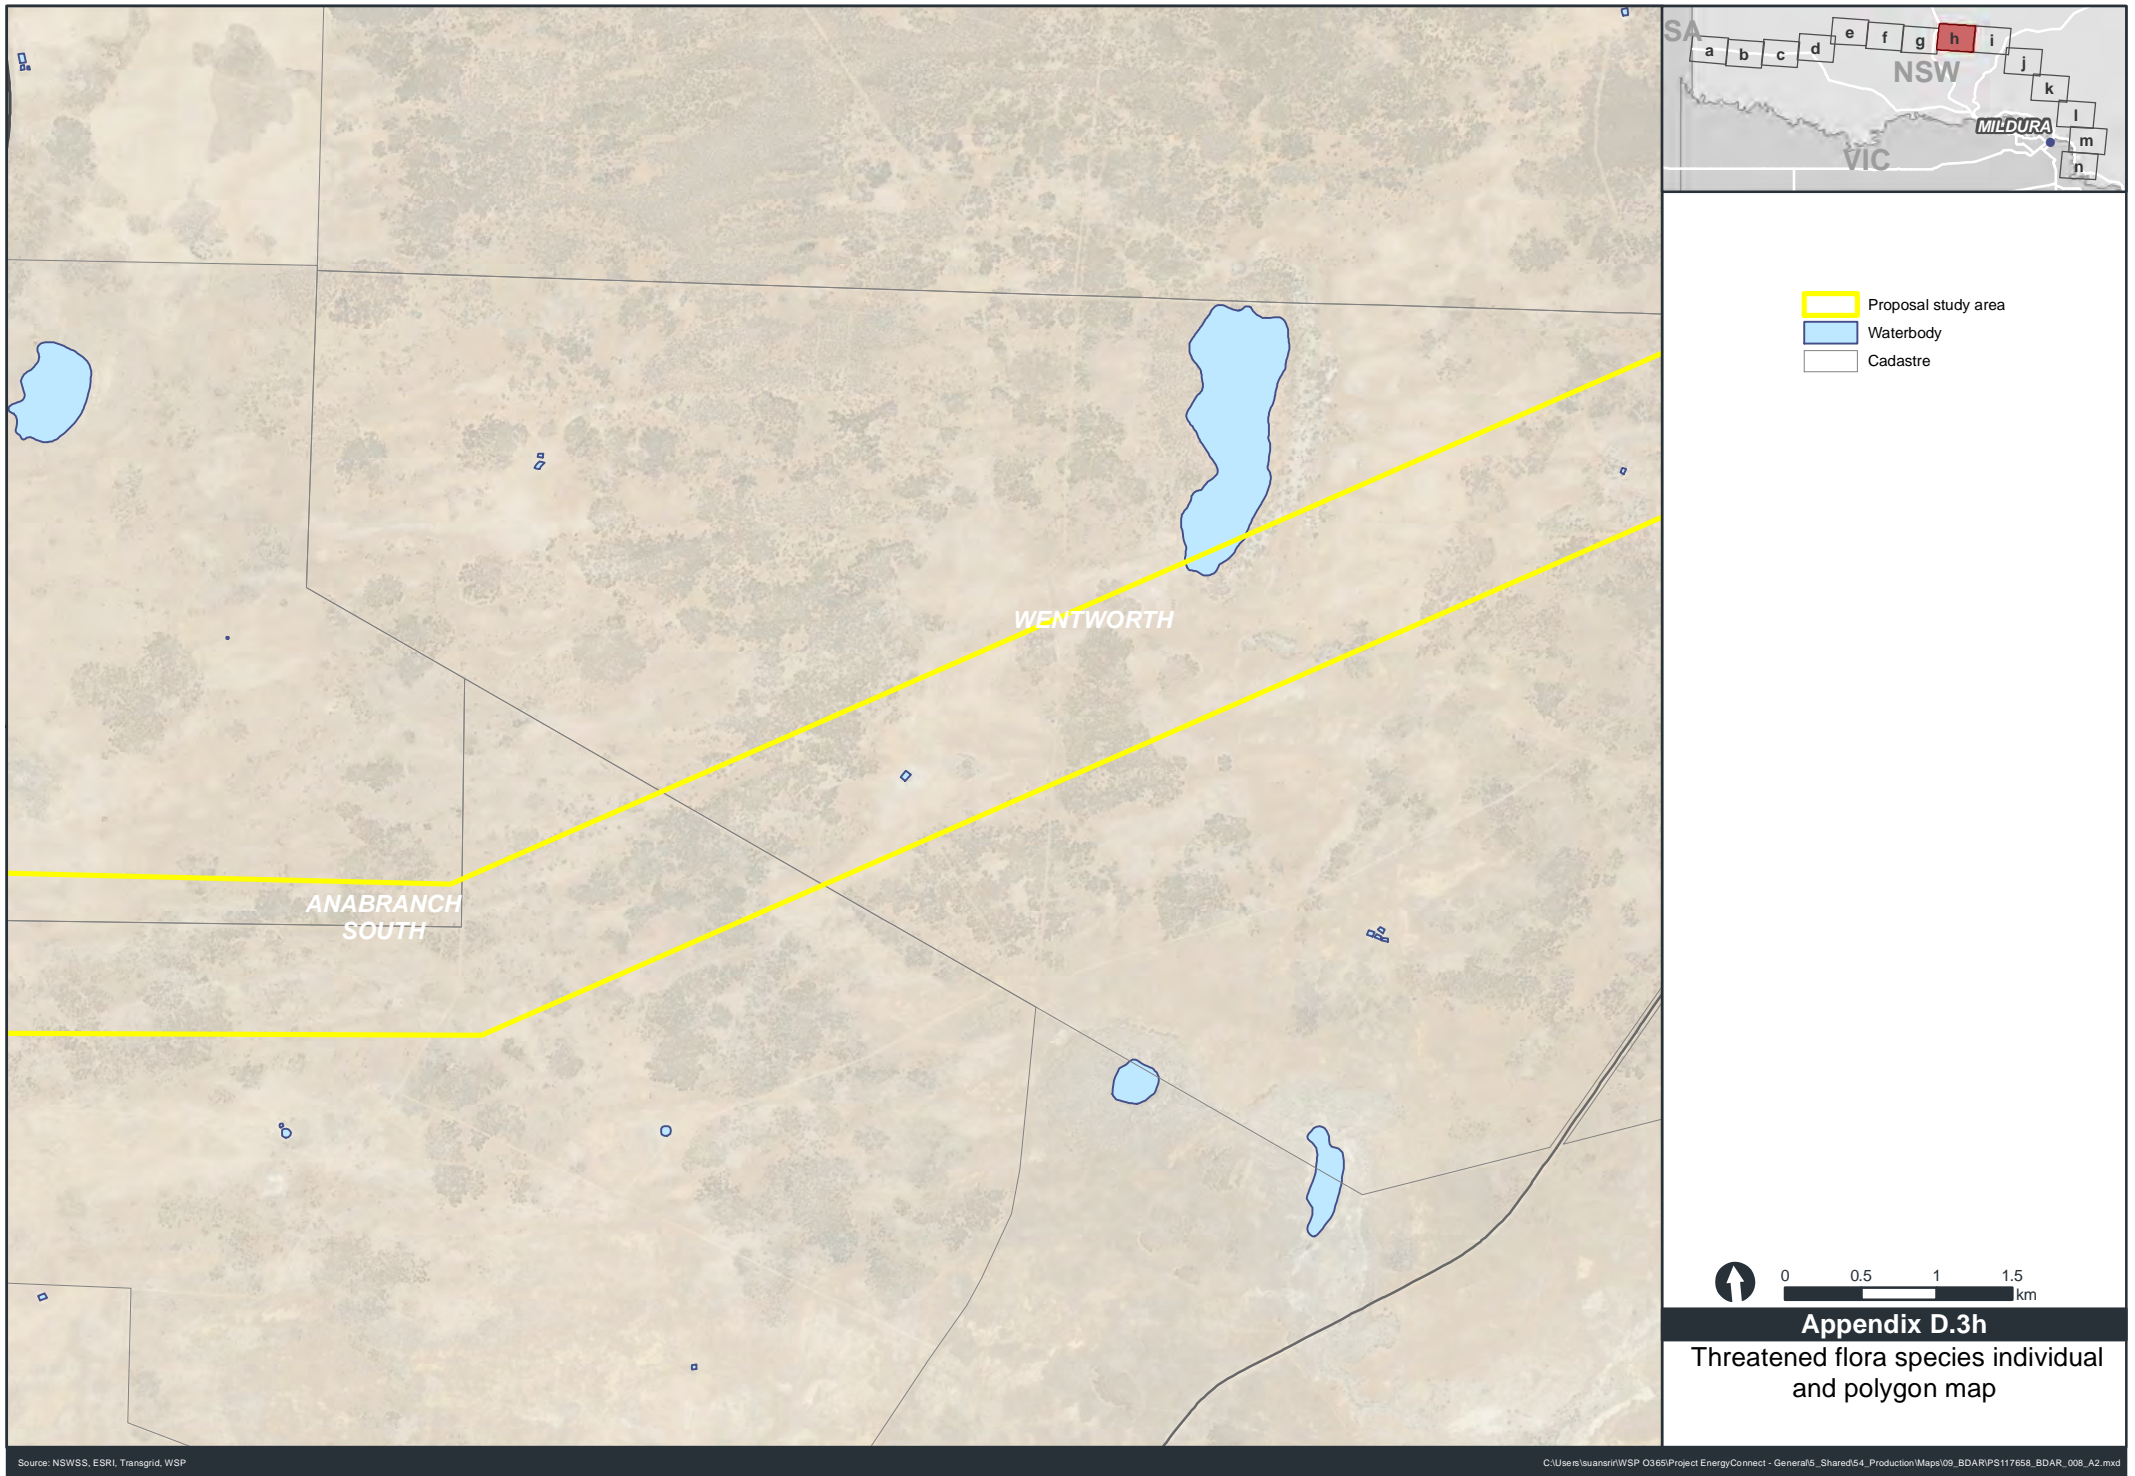 WENTWORTH
ANABRANCH
SOUTH
SA
a
b
c
d
e
f
g
h
i
j
k
l
m
n
NSW
MILDURA
VIC
Proposal study area
Waterbody
Cadastre
0 0.5 1 1.5
km
Appendix D.3h
Threatened flora species individual
and polygon map
Source: NSWSS, ESRI, Transgrid, WSP
C:\Users\suansrir\WSP O365\Project EnergyConnect - General\5_Shared\54_Production\Maps\09_BDAR\PS117658_BDAR_008_A2.mxd